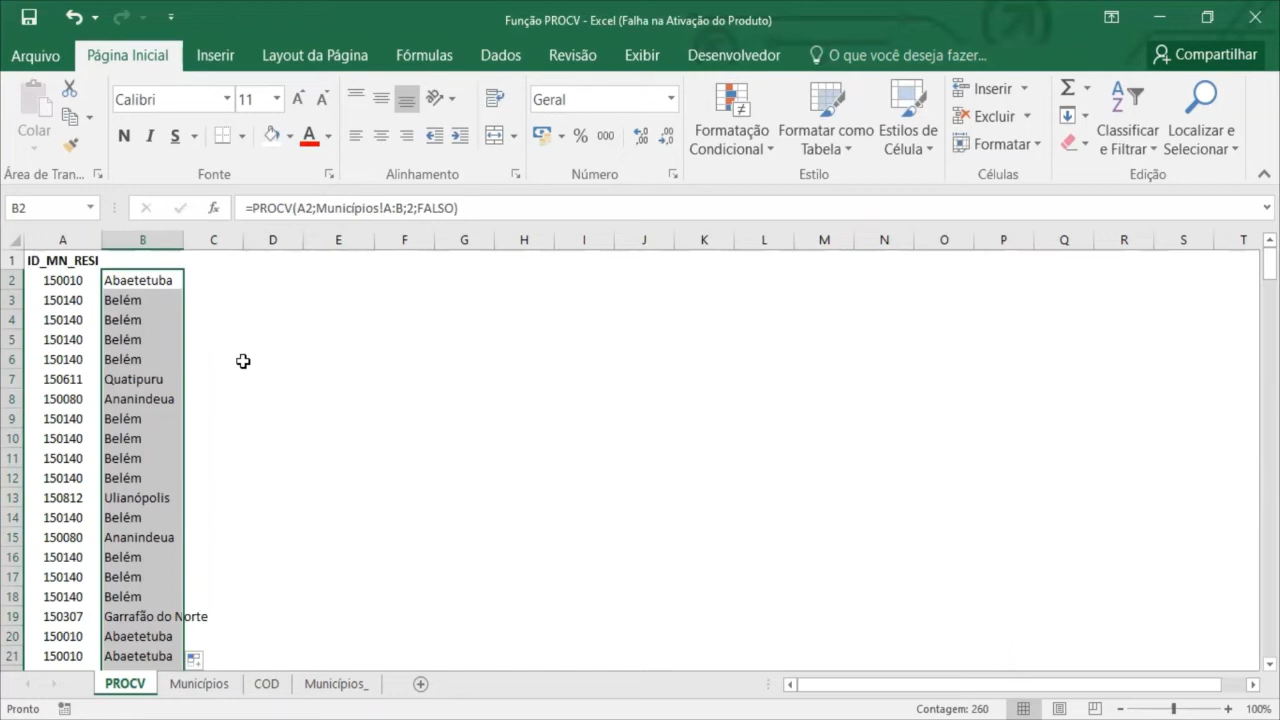 Função PROCV - Excel (Falha na Ativação do Produto)
Arquivo Página Inicial Inserir Layout da Página Fórmulas Dados Revisão Exibir Desenvolvedor O que você deseja fazer... Compartilhar
Colar
Calibri 11
Geral
Formatação Condicional
Formatar como Tabela
Estilos de Célula
Inserir
Excluir
Formatar
Classificar e Filtrar
Localizar e Selecionar
N I S
% 000
Área de Tran... Fonte Alinhamento Número Estilo Células Edição
B2 fx =PROCV(A2;Municípios!A:B;2;FALSO)
A B C D E F G H I J K L M N O P Q R S T
1 ID_MN_RESI
2 150010 Abaetetuba
3 150140 Belém
4 150140 Belém
5 150140 Belém
6 150140 Belém
7 150611 Quatipuru
8 150080 Ananindeua
9 150140 Belém
10 150140 Belém
11 150140 Belém
12 150140 Belém
13 150812 Ulianópolis
14 150140 Belém
15 150080 Ananindeua
16 150140 Belém
17 150140 Belém
18 150140 Belém
19 150307 Garrafão do Norte
20 150010 Abaetetuba
21 150010 Abaetetuba
PROCV Municípios COD Municípios_
Pronto Contagem: 260 100%